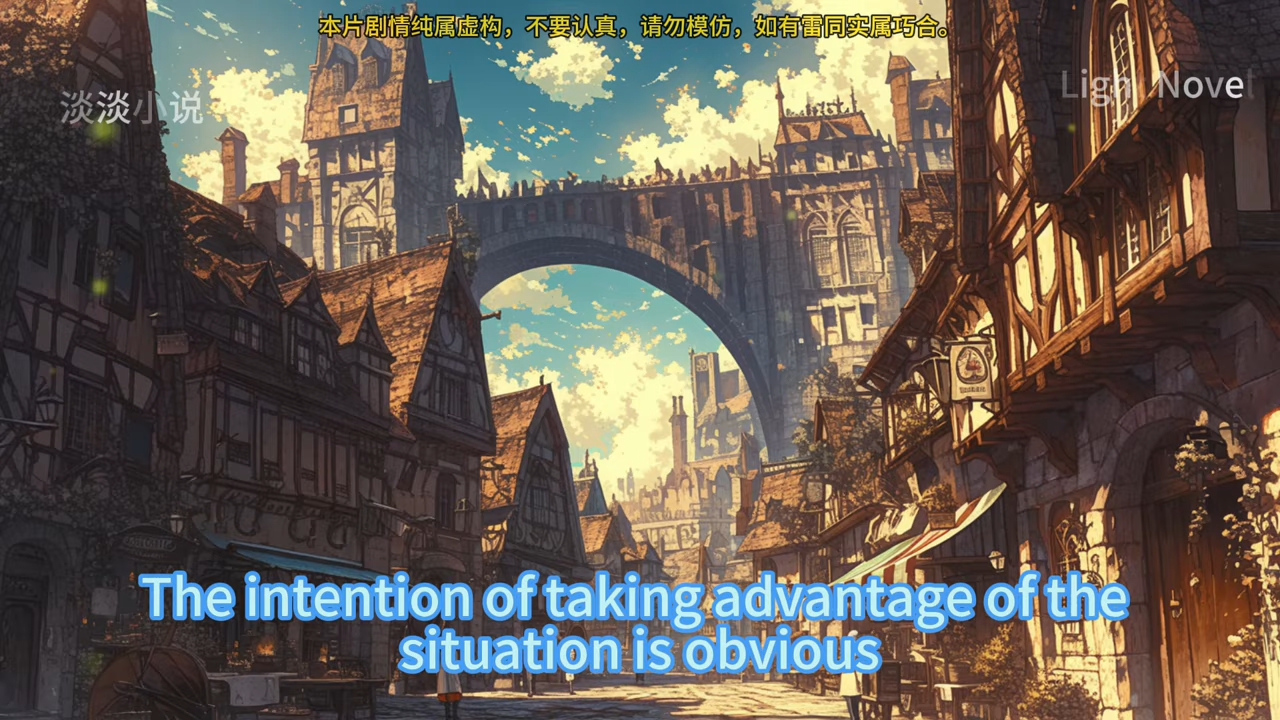 本片剧情纯属虚构，不要认真，请勿模仿，如有雷同实属巧合。
淡淡小说
Light Novel
The intention of taking advantage of the
situation is obvious